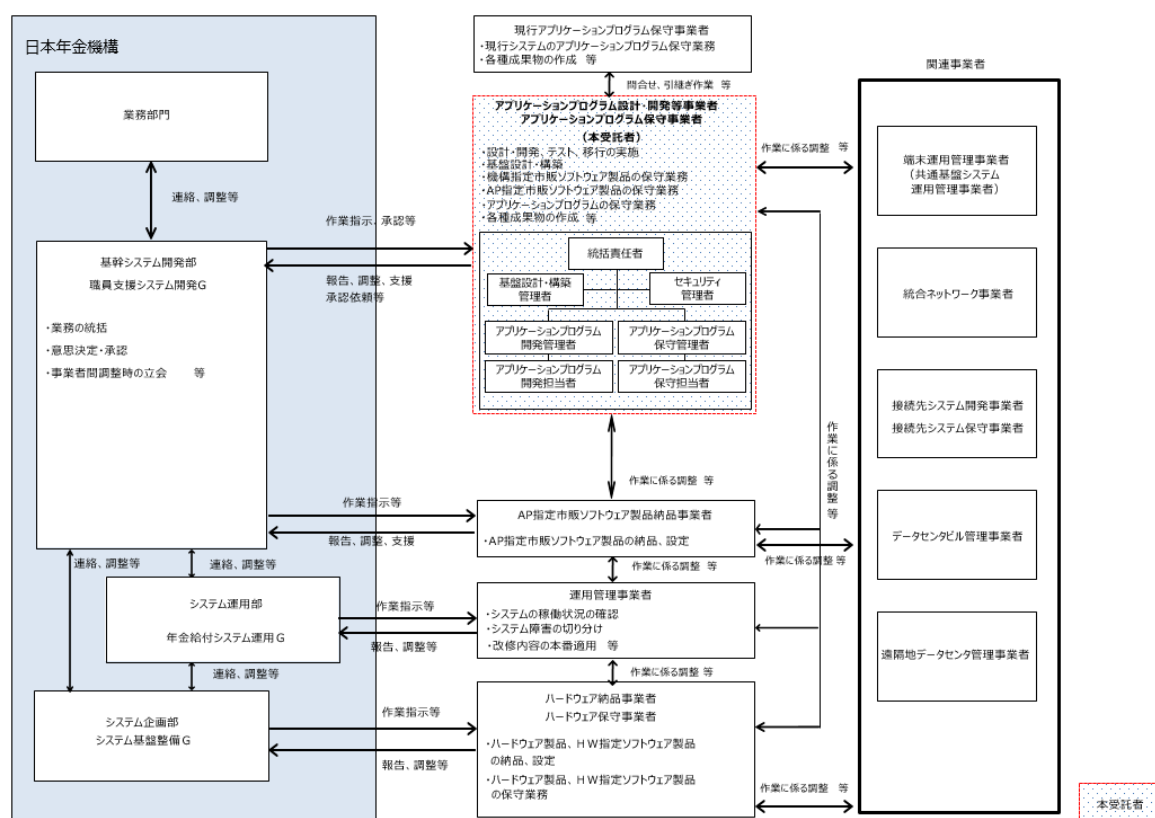 日本年金機構
業務部門
連絡、調整等
基幹システム開発部
職員支援システム開発G
・業務の統括
・意思決定・承認
・事業者間調整時の立会　　等
連絡、調整等
連絡、調整等
システム運用部
年金給付システム運用G
連絡、調整等
システム企画部
システム基盤整備G
作業指示、承認等
報告、調整、支援
承認依頼等
作業指示等
報告、調整、支援
作業指示等
報告、調整等
作業指示等
報告、調整等
現行アプリケーションプログラム保守事業者
・現行システムのアプリケーションプログラム保守業務
・各種成果物の作成　等
問合せ、引継ぎ作業　等
アプリケーションプログラム設計・開発等事業者
アプリケーションプログラム保守事業者
（本受託者）
・設計・開発、テスト、移行の実施
・基盤設計・構築
・機構指定市販ソフトウェア製品の保守業務
・AP指定市販ソフトウェア製品の保守業務
・アプリケーションプログラムの保守業務
・各種成果物の作成　等
統括責任者
基盤設計・構築
管理者
セキュリティ
管理者
アプリケーションプログラム
開発管理者
アプリケーションプログラム
保守管理者
アプリケーションプログラム
開発担当者
アプリケーションプログラム
保守担当者
作業に係る調整　等
AP指定市販ソフトウェア製品納品事業者
・AP指定市販ソフトウェア製品の納品、設定
作業に係る調整　等
運用管理事業者
・システムの稼働状況の確認
・システム障害の切り分け
・改修内容の本番適用　等
作業に係る調整　等
ハードウェア納品事業者
ハードウェア保守事業者
・ハードウェア製品、HW指定ソフトウェア製品
の納品、設定
・ハードウェア製品、HW指定ソフトウェア製品
の保守業務
作業に係る調整　等
作業に係る調整　等
作業に係る調整　等
作業に係る調整　等
関連事業者
端末運用管理事業者
（共通基盤システム
運用管理事業者）
統合ネットワーク事業者
接続先システム開発事業者
接続先システム保守事業者
データセンタビル管理事業者
遠隔地データセンタ管理事業者
本受託者